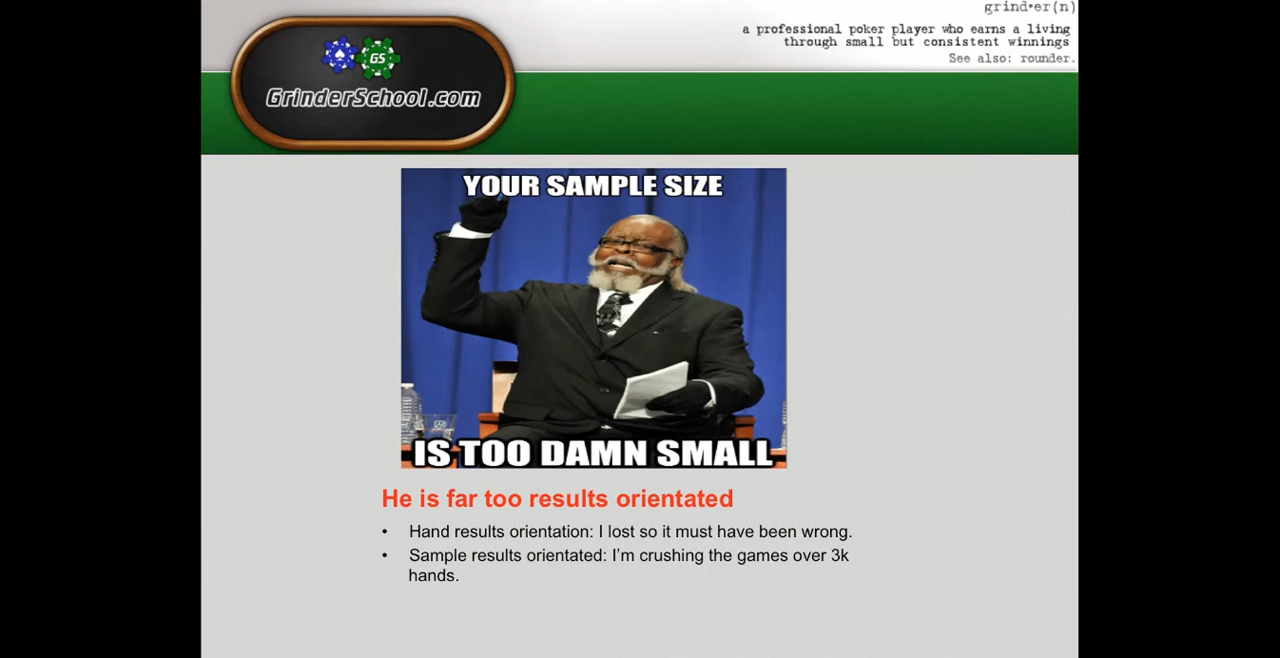 grind•er(n)
a professional poker player who earns a living
through small but consistent winnings
See also: rounder.
GS
GrinderSchool.com
YOUR SAMPLE SIZE
IS TOO DAMN SMALL
He is far too results orientated
• Hand results orientation: I lost so it must have been wrong.
• Sample results orientated: I’m crushing the games over 3k
hands.